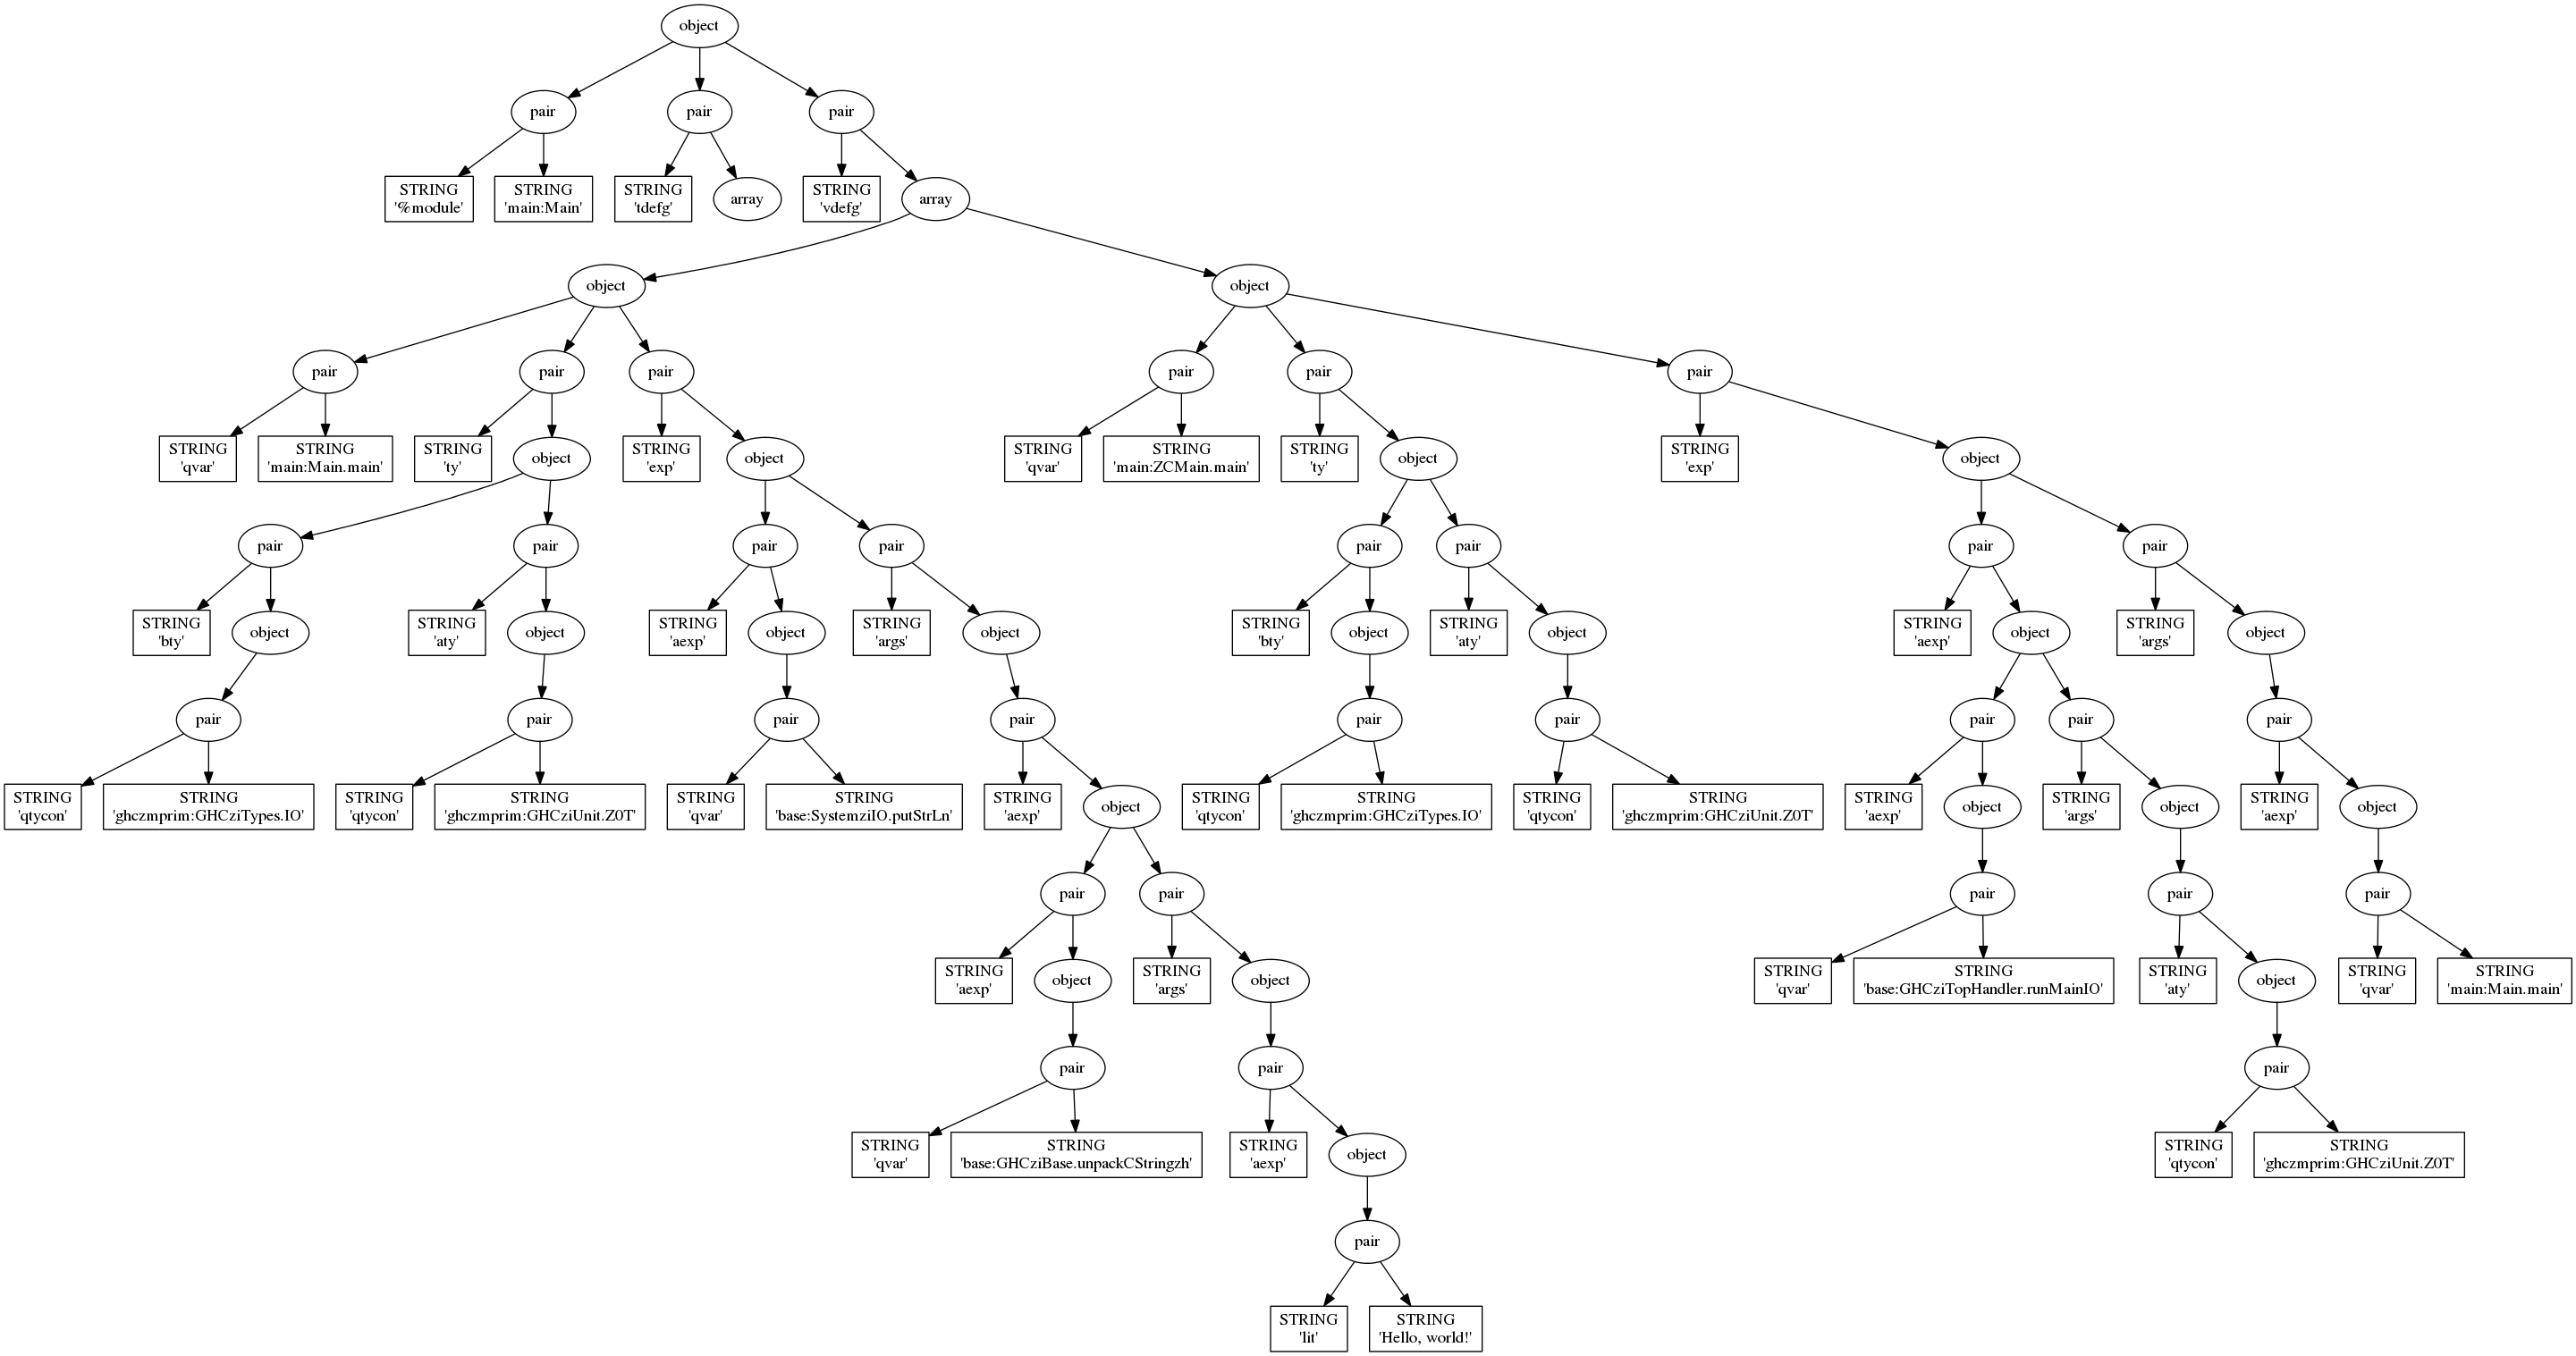 object
pair
pair
pair
STRING
'%module'
STRING
'main:Main'
STRING
'tdefg'
array
STRING
'vdefg'
array
object
object
pair
pair
pair
pair
pair
pair
STRING
'qvar'
STRING
'main:Main.main'
STRING
'ty'
object
STRING
'exp'
object
STRING
'qvar'
STRING
'main:ZCMain.main'
STRING
'ty'
object
STRING
'exp'
object
pair
pair
pair
pair
pair
pair
pair
pair
STRING
'bty'
object
STRING
'aty'
object
STRING
'aexp'
object
STRING
'args'
object
STRING
'bty'
object
STRING
'aty'
object
STRING
'aexp'
object
STRING
'args'
object
pair
pair
pair
pair
pair
pair
pair
pair
pair
STRING
'qtycon'
STRING
'ghczmprim:GHCziTypes.IO'
STRING
'qtycon'
STRING
'ghczmprim:GHCziUnit.Z0T'
STRING
'qvar'
STRING
'base:SystemziIO.putStrLn'
STRING
'aexp'
object
STRING
'qtycon'
STRING
'ghczmprim:GHCziTypes.IO'
STRING
'qtycon'
STRING
'ghczmprim:GHCziUnit.Z0T'
STRING
'aexp'
object
STRING
'args'
object
STRING
'aexp'
object
pair
pair
pair
pair
pair
STRING
'aexp'
object
STRING
'args'
object
STRING
'qvar'
STRING
'base:GHCziTopHandler.runMainIO'
STRING
'aty'
object
STRING
'qvar'
STRING
'main:Main.main'
pair
pair
pair
STRING
'qvar'
STRING
'base:GHCziBase.unpackCStringzh'
STRING
'aexp'
object
STRING
'qtycon'
STRING
'ghczmprim:GHCziUnit.Z0T'
pair
STRING
'lit'
STRING
'Hello, world!'